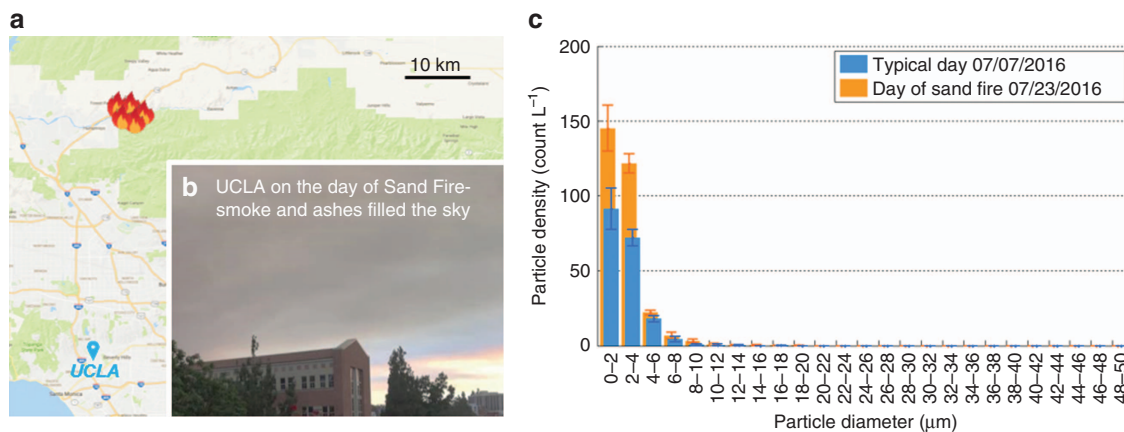 a
10 km
UCLA
Beverly Hills
Santa Monica
b UCLA on the day of Sand Fire-
smoke and ashes filled the sky
c
Particle density (count L⁻¹)
200
150
100
50
0
Typical day 07/07/2016
Day of sand fire 07/23/2016
0–2
2–4
4–6
6–8
8–10
10–12
12–14
14–16
16–18
18–20
20–22
22–24
24–26
26–28
28–30
30–32
32–34
34–36
36–38
38–40
40–42
42–44
44–46
46–48
48–50
Particle diameter (μm)